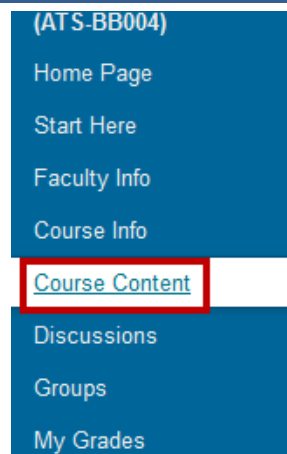 (ATS-BB004)
Home Page
Start Here
Faculty Info
Course Info
Course Content
Discussions
Groups
My Grades